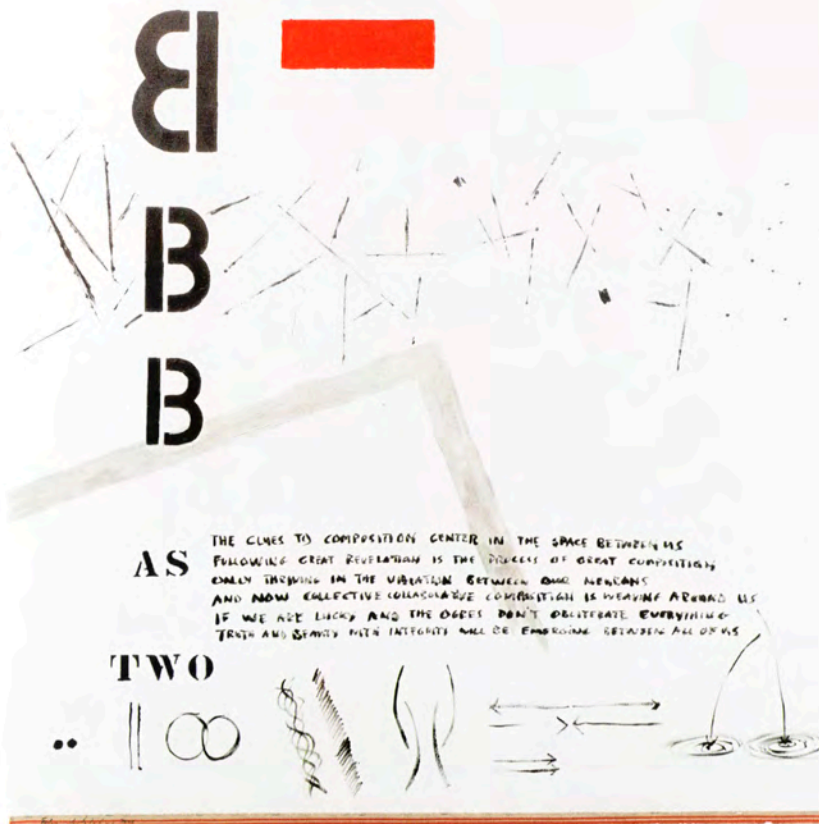 B
B
B
AS
THE CLUES TO COMPOSITION CENTER IN THE SPACE BETWEEN US
FOLLOWING GREAT REVELATION IS THE PROCESS OF GREAT COMPOSITION
ONLY THRIVING IN THE VIBRATION BETWEEN OUR NEURONS
AND NOW COLLECTIVE COLLABORATIVE COMPOSITION IS WEAVING AROUND US
IF WE ARE LUCKY AND THE OGRES DON'T OBLITERATE EVERYTHING
TRUTH AND BEAUTY WITH INTEGRITY WILL BE EMERGING BETWEEN ALL OF US
TWO